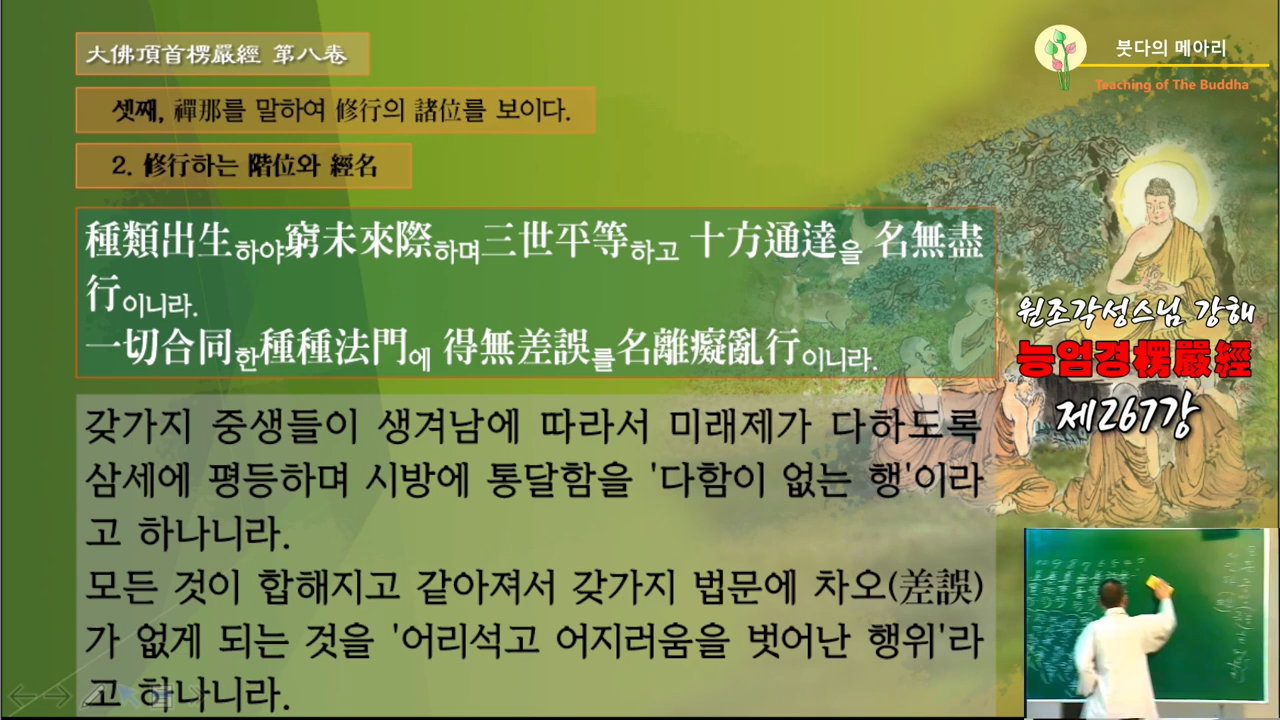 大佛頂首楞嚴經 第八卷
셋째, 禪那를 말하여 修行의 諸位를 보이다.
2. 修行하는 階位와 經名
種類出生하야窮未來際하며三世平等하고 十方通達을 名無盡
行이니라.
一切合同한種種法門에 得無差誤를名離癡亂行이니라.
갖가지 중생들이 생겨남에 따라서 미래제가 다하도록
삼세에 평등하며 시방에 통달함을 '다함이 없는 행'이라
고 하나니라.
모든 것이 합해지고 같아져서 갖가지 법문에 차오(差誤)
가 없게 되는 것을 '어리석고 어지러움을 벗어난 행위'라
고 하나니라.
붓다의 메아리
Teaching of The Buddha
원조각성스님 강해
능엄경楞嚴經
제267강